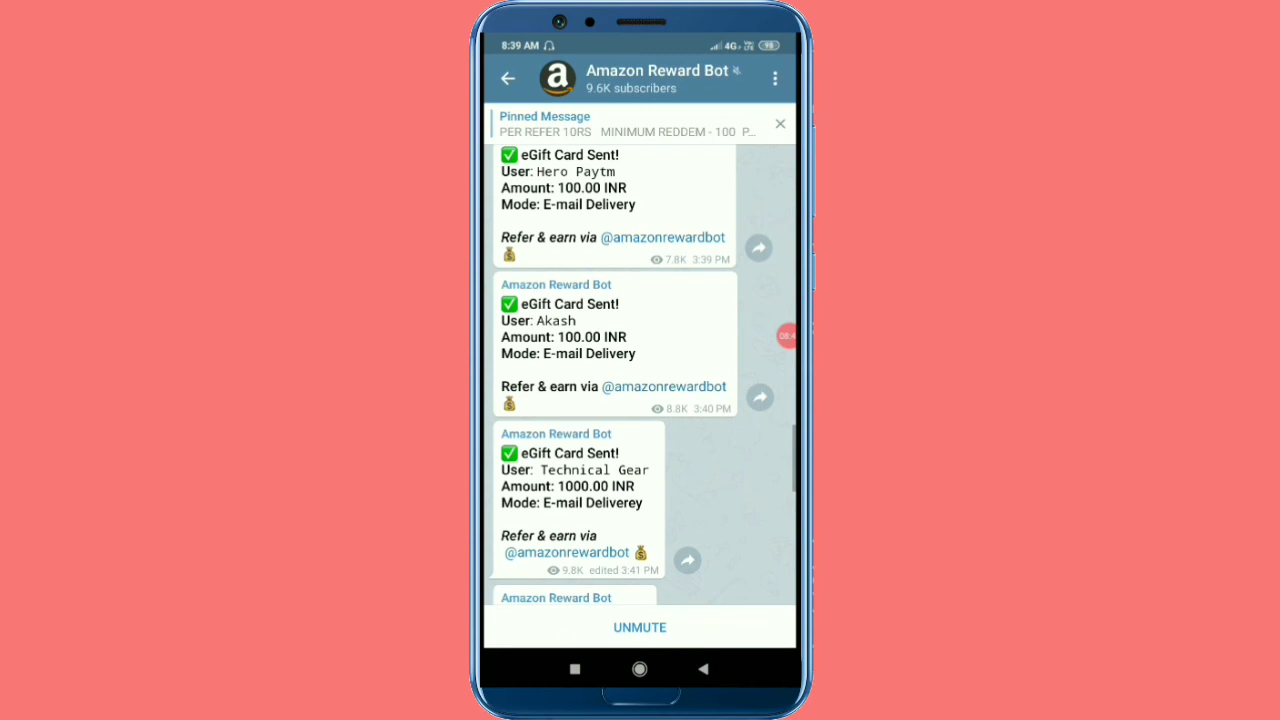 8:39 AM
4G
98
a
Amazon Reward Bot
9.6K subscribers
Pinned Message
PER REFER 10RS MINIMUM REDDEM - 100 P...
✅ eGift Card Sent!
User: Hero Paytm
Amount: 100.00 INR
Mode: E-mail Delivery
Refer & earn via @amazonrewardbot
💰
7.8K 3:39 PM
Amazon Reward Bot
✅ eGift Card Sent!
User: Akash
Amount: 100.00 INR
Mode: E-mail Delivery
Refer & earn via @amazonrewardbot
💰
8.8K 3:40 PM
08:4
Amazon Reward Bot
✅ eGift Card Sent!
User: Technical Gear
Amount: 1000.00 INR
Mode: E-mail Deliverey
Refer & earn via
@amazonrewardbot 💰
9.8K edited 3:41 PM
Amazon Reward Bot
UNMUTE